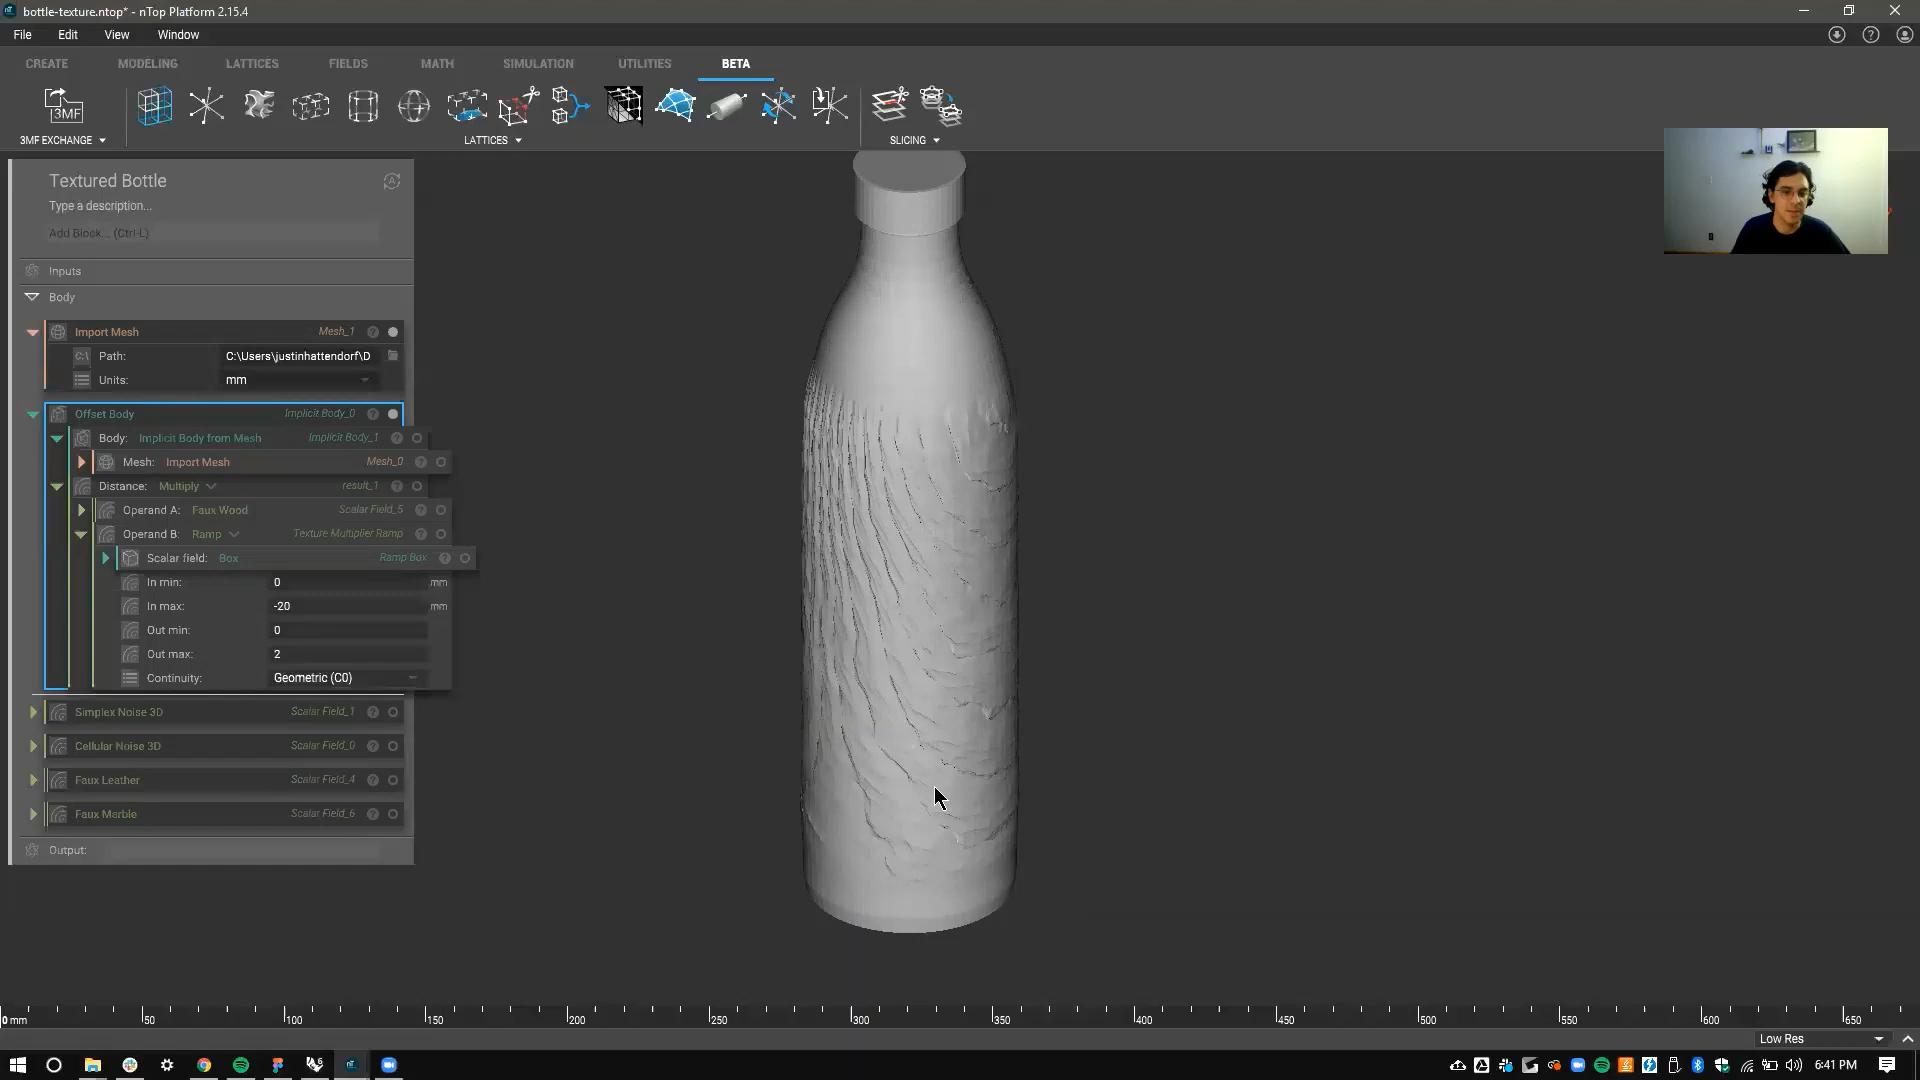 bottle-texture.ntop* - nTop Platform 2.15.4
File Edit View Window
CREATE MODELING LATTICES FIELDS MATH SIMULATION UTILITIES BETA
3MF
3MF EXCHANGE LATTICES SLICING
Textured Bottle
Type a description...
Add Block... (Ctrl-L)
Inputs
Body
Import Mesh Mesh_1
Path: C:\Users\justinhattendorf\D
Units: mm
Offset Body Implicit Body_0
Body: Implicit Body from Mesh Implicit Body_1
Mesh: Import Mesh Mesh_0
Distance: Multiply result_1
Operand A: Faux Wood Scalar Field_5
Operand B: Ramp Texture Multiplier Ramp
Scalar field: Box Ramp Box
In min: 0 mm
In max: -20 mm
Out min: 0
Out max: 2
Continuity: Geometric (C0)
Simplex Noise 3D Scalar Field_1
Cellular Noise 3D Scalar Field_0
Faux Leather Scalar Field_4
Faux Marble Scalar Field_6
Output:
0 mm 50 100 150 200 250 300 350 400 450 500 550 600 650
Low Res
6:41 PM